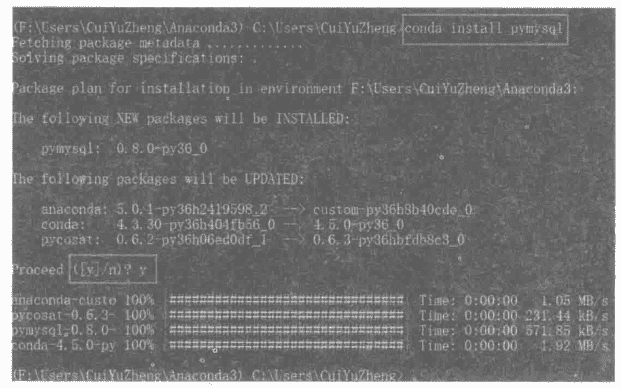 (F:\Users\CuiYuZheng\Anaconda3) C:\Users\CuiYuZheng>conda install pymysql
Fetching package metadata .............
Solving package specifications: .
Package plan for installation in environment F:\Users\CuiYuZheng\Anaconda3:
The following NEW packages will be INSTALLED:
pymysql: 0.8.0-py36_0
The following packages will be UPDATED:
anaconda: 5.0.1-py36h2419598_2 --> custom-py36h8b40cde_0
conda: 4.3.30-py36h404fb56_0 --> 4.5.0-py36_0
pycosat: 0.6.2-py36h06ed0df_1 --> 0.6.3-py36hbfdb8c3_0
Proceed ([y]/n)? y
anaconda-custo 100% |###############################| Time: 0:00:00 1.05 MB/s
pycosat-0.6.3- 100% |###############################| Time: 0:00:00 231.44 kB/s
pymysql-0.8.0- 100% |###############################| Time: 0:00:00 571.85 kB/s
conda-4.5.0-py 100% |###############################| Time: 0:00:00 1.92 MB/s
(F:\Users\CuiYuZheng\Anaconda3) C:\Users\CuiYuZheng>